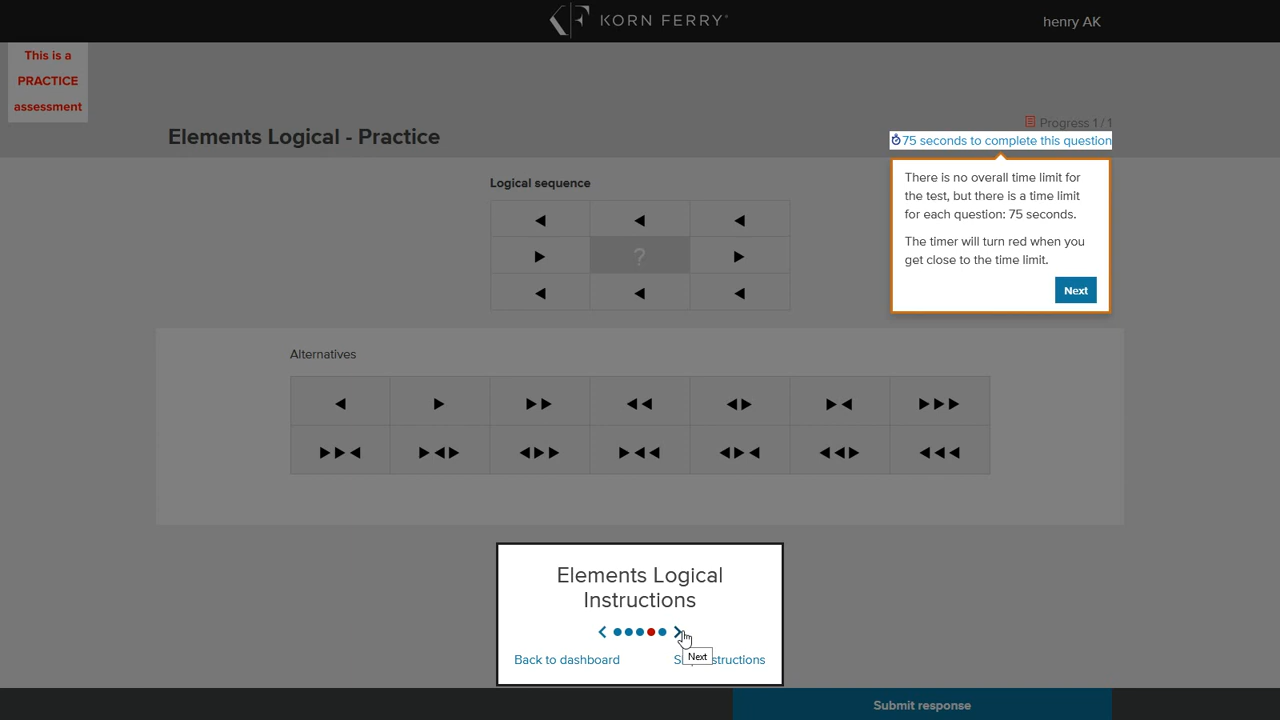 KORN FERRY
henry AK
This is a
PRACTICE
assessment
Elements Logical - Practice
Progress 1 / 1
75 seconds to complete this question
There is no overall time limit for
the test, but there is a time limit
for each question: 75 seconds.
The timer will turn red when you
get close to the time limit.
Next
Logical sequence
?
Alternatives
Elements Logical
Instructions
Next
Back to dashboard
Submit response